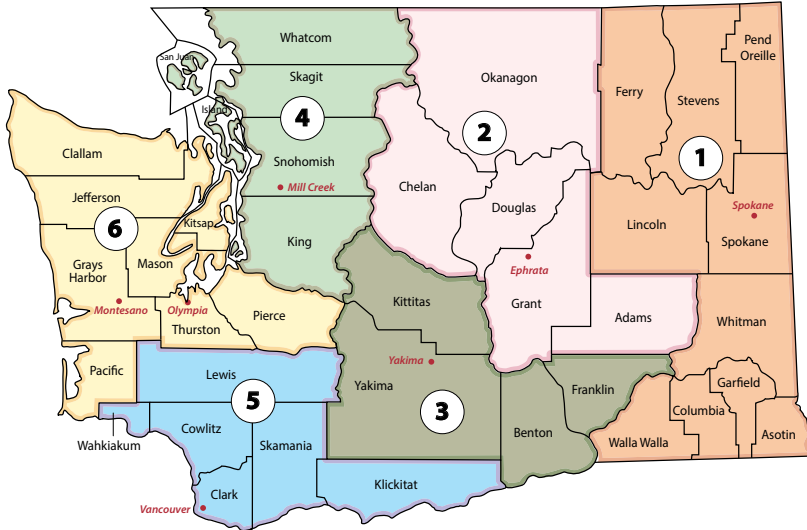 Whatcom
San Juan
Skagit
Island
4
Snohomish
Mill Creek
King
Okanagon
2
Chelan
Douglas
Ephrata
Grant
Adams
Ferry
Stevens
Pend
Oreille
1
Lincoln
Spokane
Spokane
Whitman
Garfield
Columbia
Walla Walla
Asotin
Clallam
Jefferson
6
Kitsap
Grays
Harbor
Mason
Montesano
Olympia
Thurston
Pierce
Pacific
Kittitas
Yakima
Yakima
3
Benton
Franklin
Lewis
5
Wahkiakum
Cowlitz
Skamania
Clark
Vancouver
Klickitat